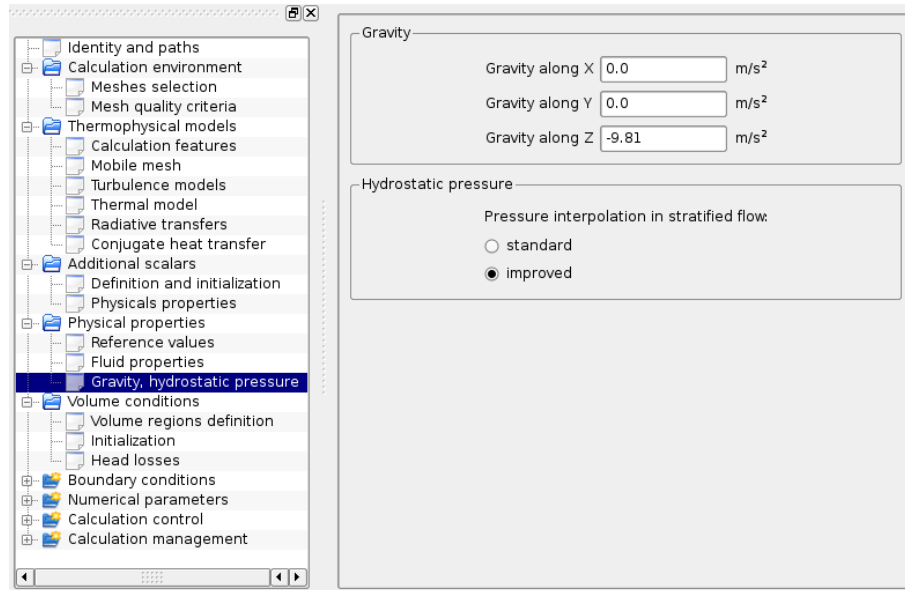 Identity and paths
Calculation environment
Meshes selection
Mesh quality criteria
Thermophysical models
Calculation features
Mobile mesh
Turbulence models
Thermal model
Radiative transfers
Conjugate heat transfer
Additional scalars
Definition and initialization
Physicals properties
Physical properties
Reference values
Fluid properties
Gravity, hydrostatic pressure
Volume conditions
Volume regions definition
Initialization
Head losses
Boundary conditions
Numerical parameters
Calculation control
Calculation management
Gravity
Gravity along X 0.0 m/s²
Gravity along Y 0.0 m/s²
Gravity along Z -9.81 m/s²
Hydrostatic pressure
Pressure interpolation in stratified flow:
standard
improved